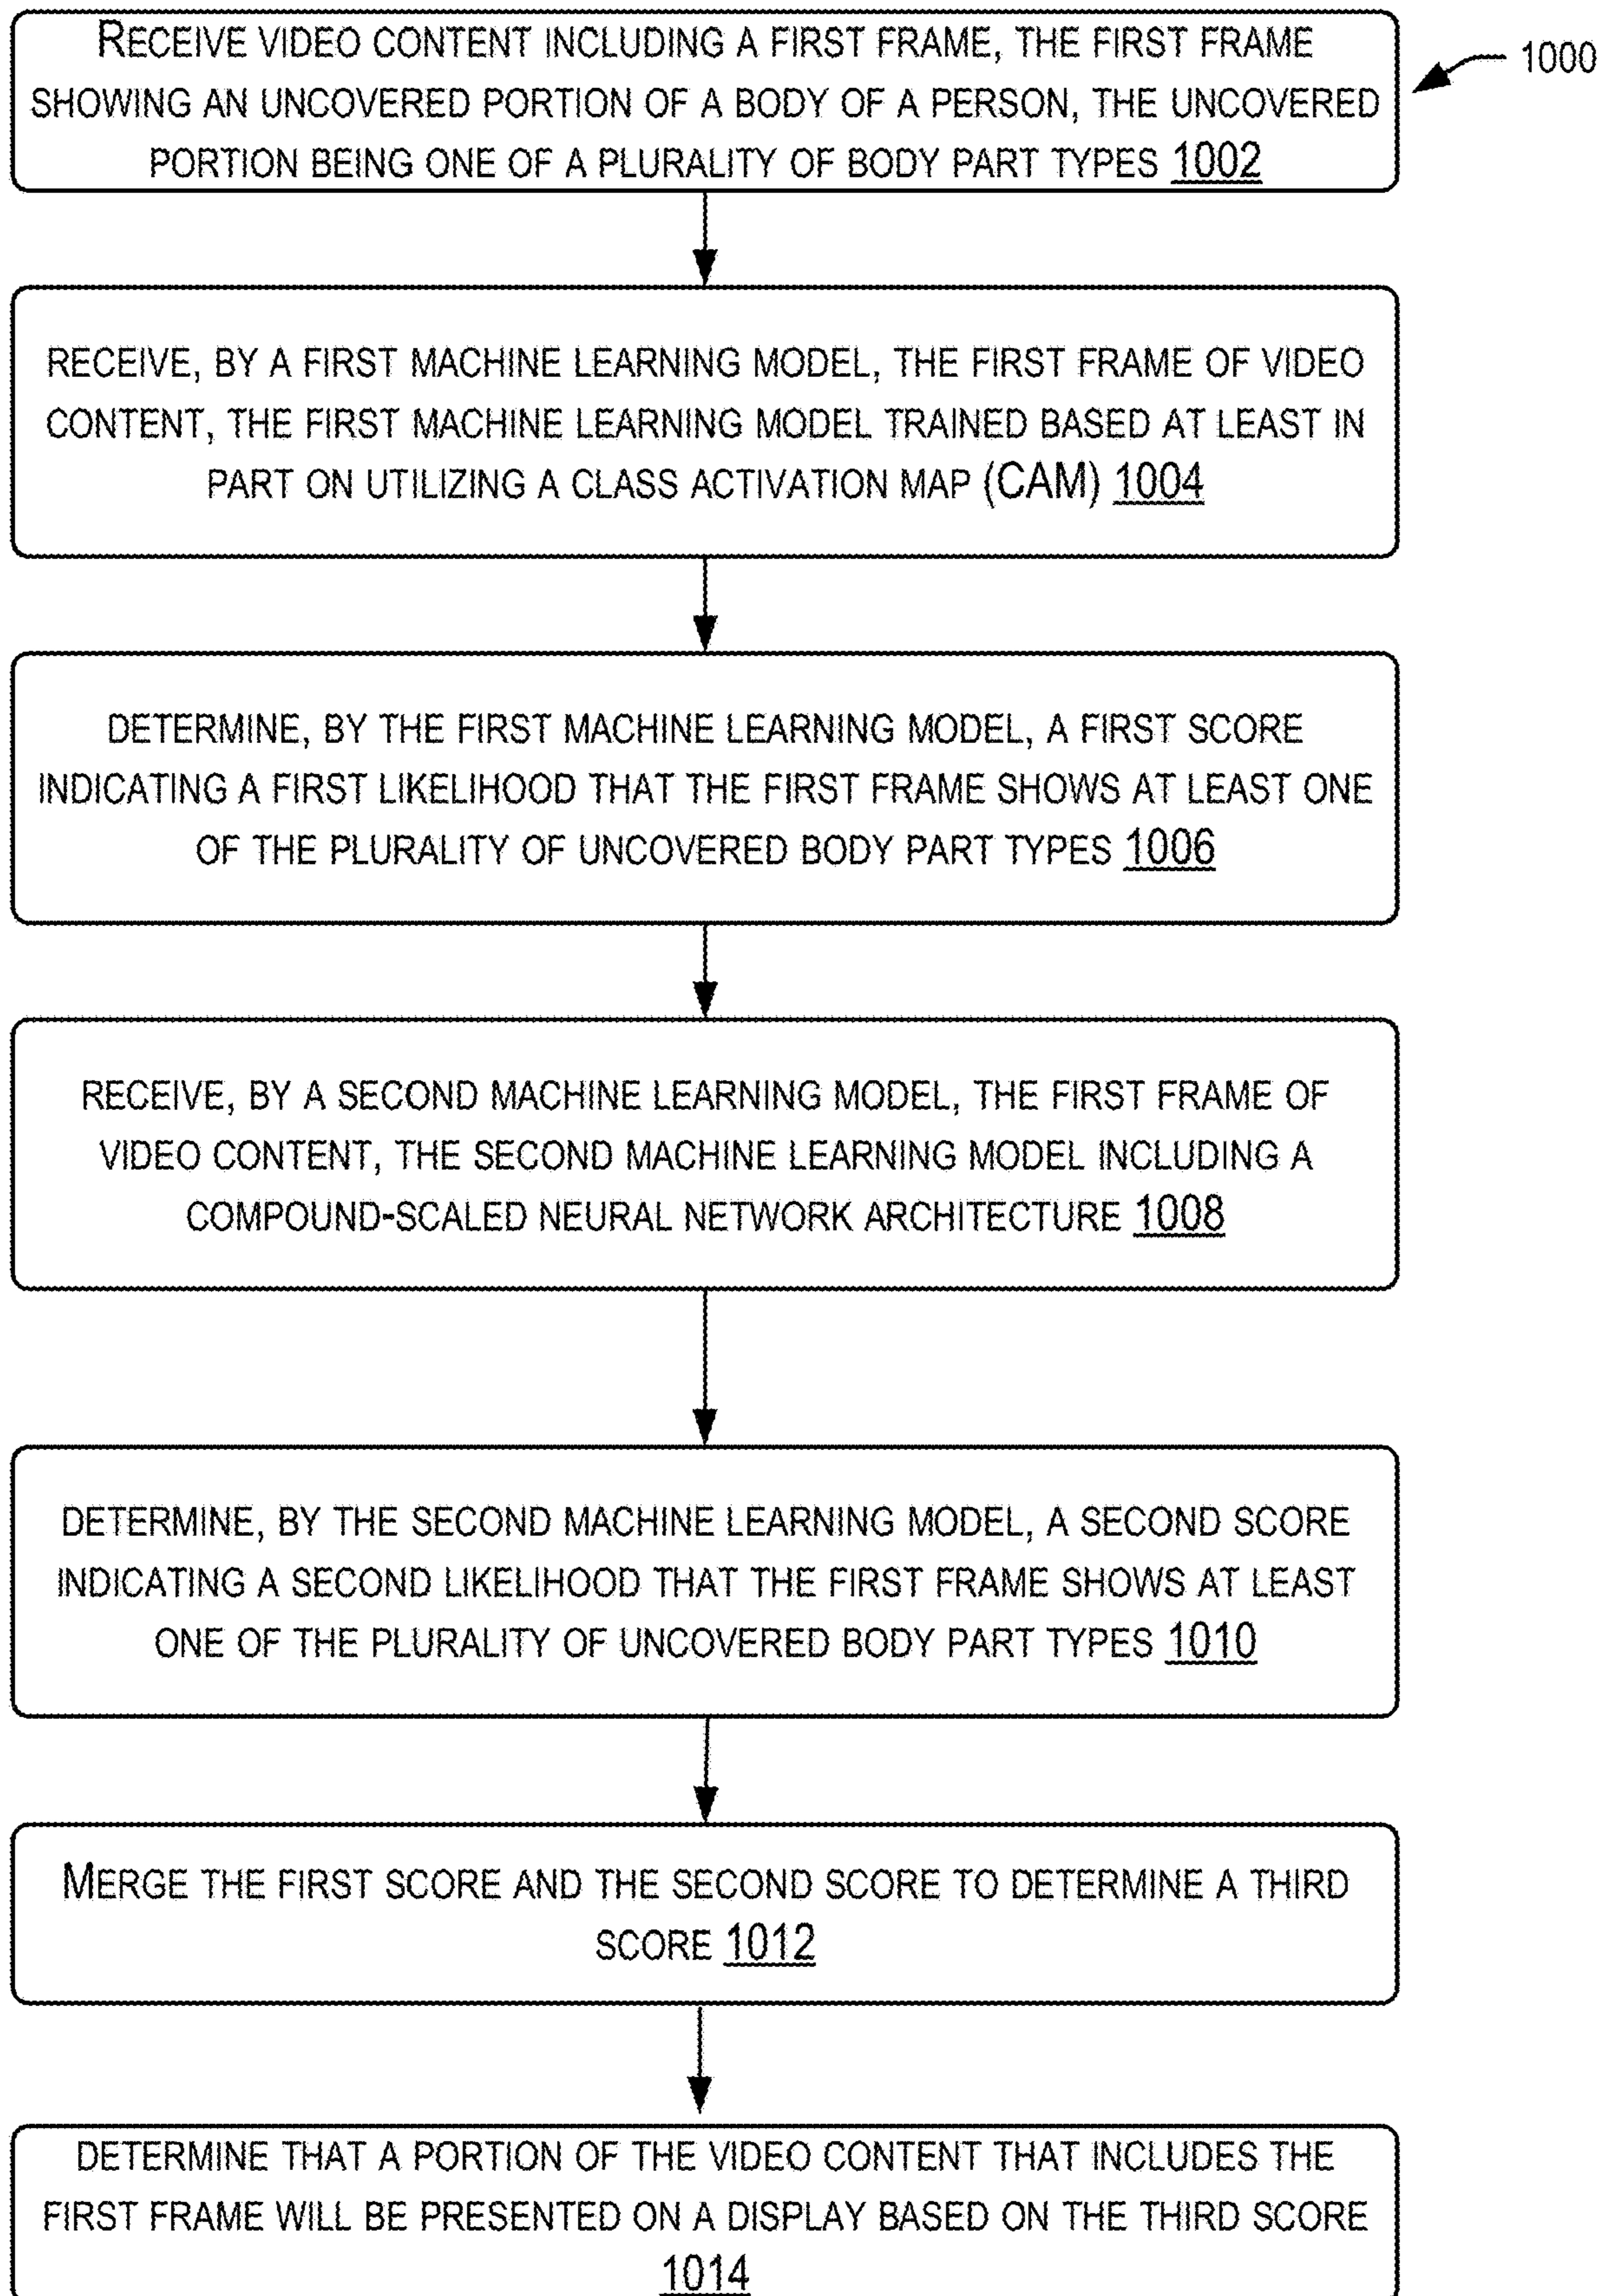 RECEIVE VIDEO CONTENT INCLUDING A FIRST FRAME, THE FIRST FRAME
SHOWING AN UNCOVERED PORTION OF A BODY OF A PERSON, THE UNCOVERED
PORTION BEING ONE OF A PLURALITY OF BODY PART TYPES 1002
1000
RECEIVE, BY A FIRST MACHINE LEARNING MODEL, THE FIRST FRAME OF VIDEO
CONTENT, THE FIRST MACHINE LEARNING MODEL TRAINED BASED AT LEAST IN
PART ON UTILIZING A CLASS ACTIVATION MAP (CAM) 1004
DETERMINE, BY THE FIRST MACHINE LEARNING MODEL, A FIRST SCORE
INDICATING A FIRST LIKELIHOOD THAT THE FIRST FRAME SHOWS AT LEAST ONE
OF THE PLURALITY OF UNCOVERED BODY PART TYPES 1006
RECEIVE, BY A SECOND MACHINE LEARNING MODEL, THE FIRST FRAME OF
VIDEO CONTENT, THE SECOND MACHINE LEARNING MODEL INCLUDING A
COMPOUND-SCALED NEURAL NETWORK ARCHITECTURE 1008
DETERMINE, BY THE SECOND MACHINE LEARNING MODEL, A SECOND SCORE
INDICATING A SECOND LIKELIHOOD THAT THE FIRST FRAME SHOWS AT LEAST
ONE OF THE PLURALITY OF UNCOVERED BODY PART TYPES 1010
MERGE THE FIRST SCORE AND THE SECOND SCORE TO DETERMINE A THIRD
SCORE 1012
DETERMINE THAT A PORTION OF THE VIDEO CONTENT THAT INCLUDES THE
FIRST FRAME WILL BE PRESENTED ON A DISPLAY BASED ON THE THIRD SCORE
1014